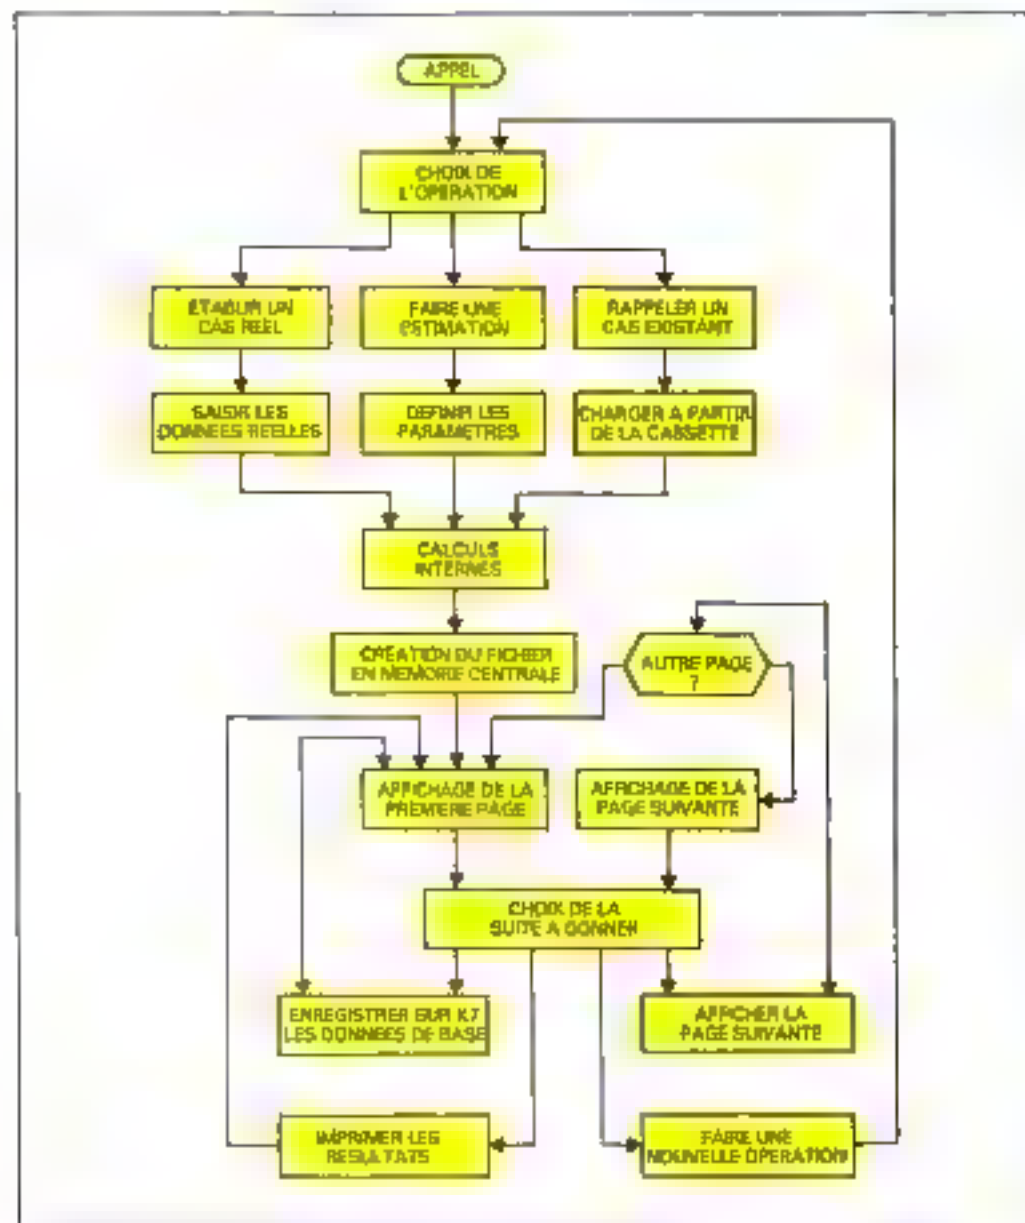 APPEL
CHOIX DE
L'OPERATION
ETABLIR UN
CAS REEL
FAIRE UNE
ESTIMATION
RAPPELER UN
CAS EXISTANT
SAISIR LES
DONNEES REELLES
DEFINIR LES
PARAMETRES
CHARGER A PARTIR
DE LA CASSETTE
CALCULS
INTERNES
CREATION DU FICHIER
EN MEMOIRE CENTRALE
AUTRE PAGE
?
AFFICHAGE DE LA
PREMIERE PAGE
AFFICHAGE DE LA
PAGE SUIVANTE
CHOIX DE LA
SUITE A DONNER
ENREGISTRER SUR K7
LES DONNEES DE BASE
AFFICHER LA
PAGE SUIVANTE
IMPRIMER LES
RESULTATS
FAIRE UNE
NOUVELLE OPERATION